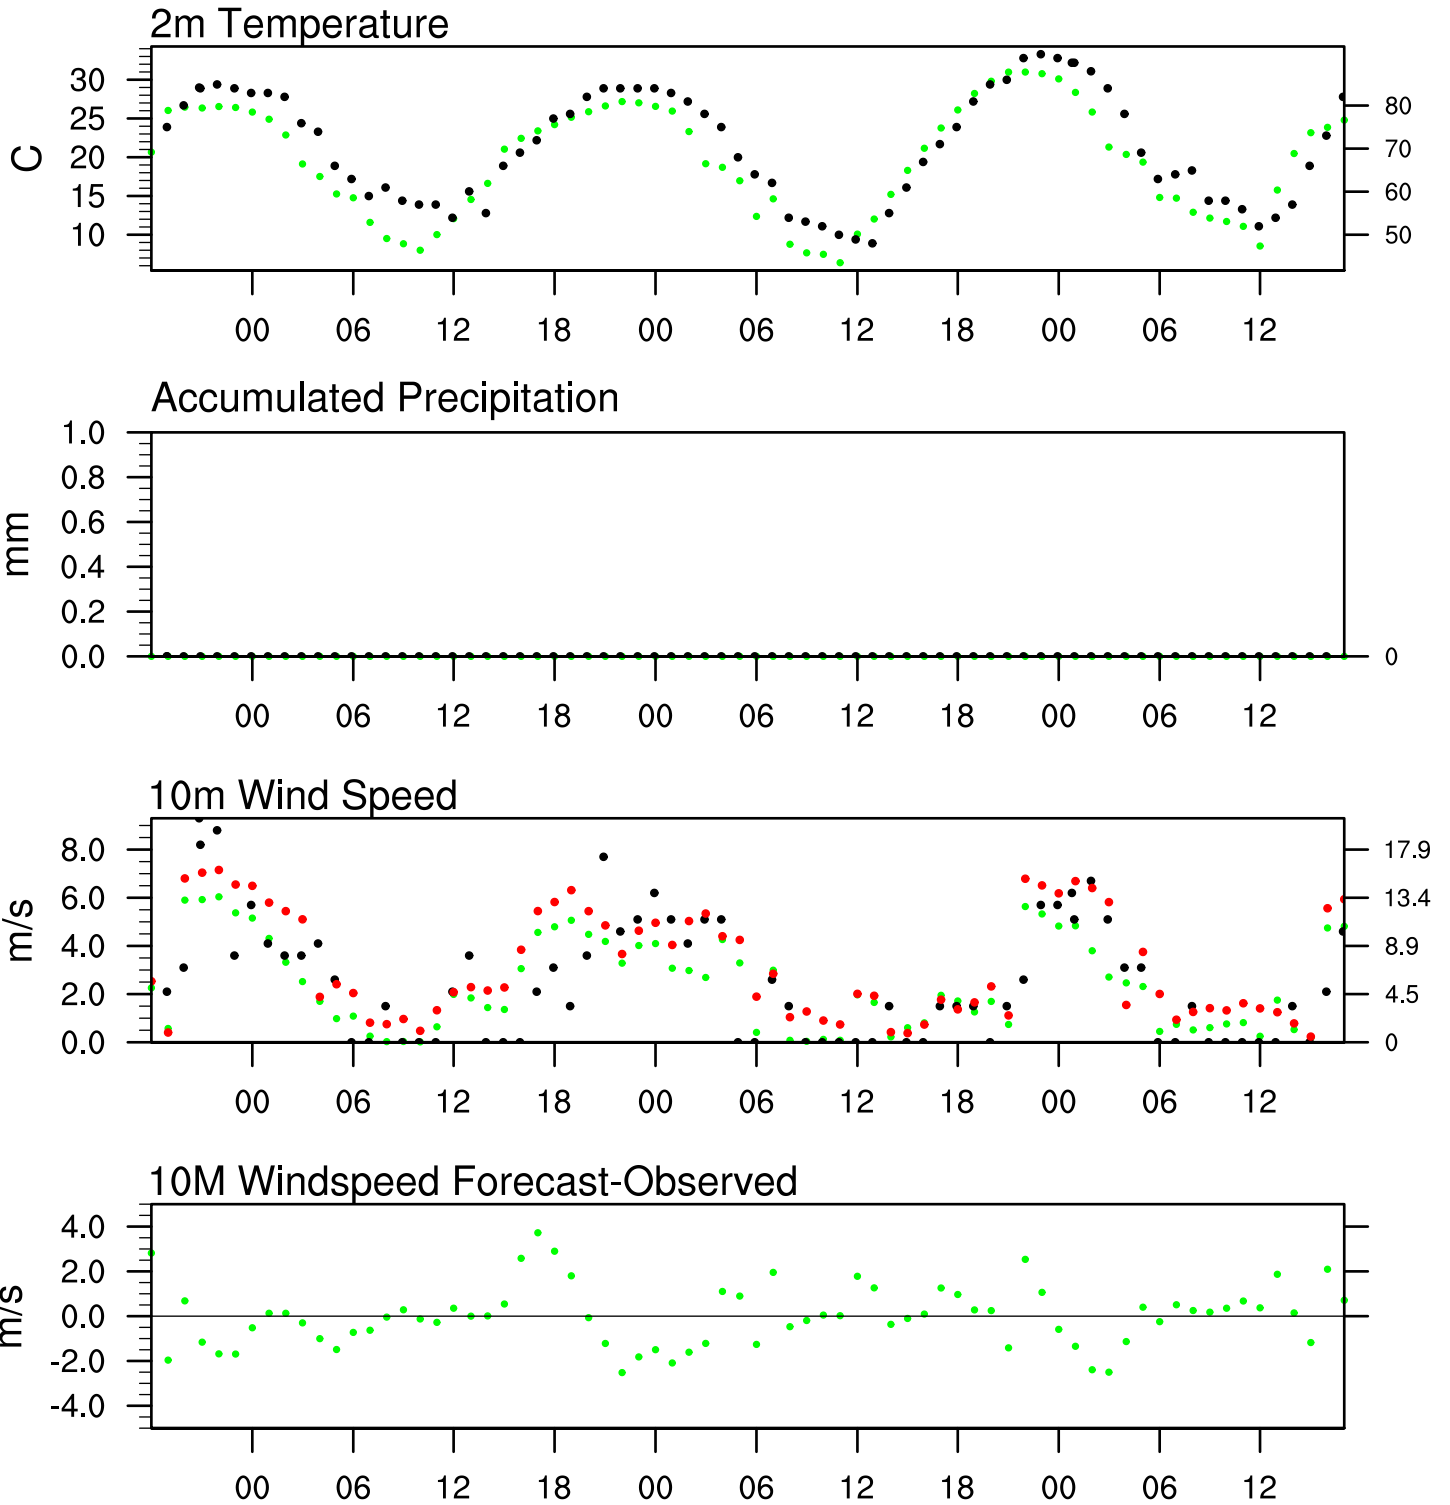 2m Temperature
30
25
20
15
10
C
80
70
60
50
00 06 12 18 00 06 12 18 00 06 12
Accumulated Precipitation
1.0
0.8
0.6
0.4
0.2
0.0
mm
0
00 06 12 18 00 06 12 18 00 06 12
10m Wind Speed
8.0
6.0
4.0
2.0
0.0
m/s
17.9
13.4
8.9
4.5
0
00 06 12 18 00 06 12 18 00 06 12
10M Windspeed Forecast-Observed
4.0
2.0
0.0
-2.0
-4.0
m/s
00 06 12 18 00 06 12 18 00 06 12